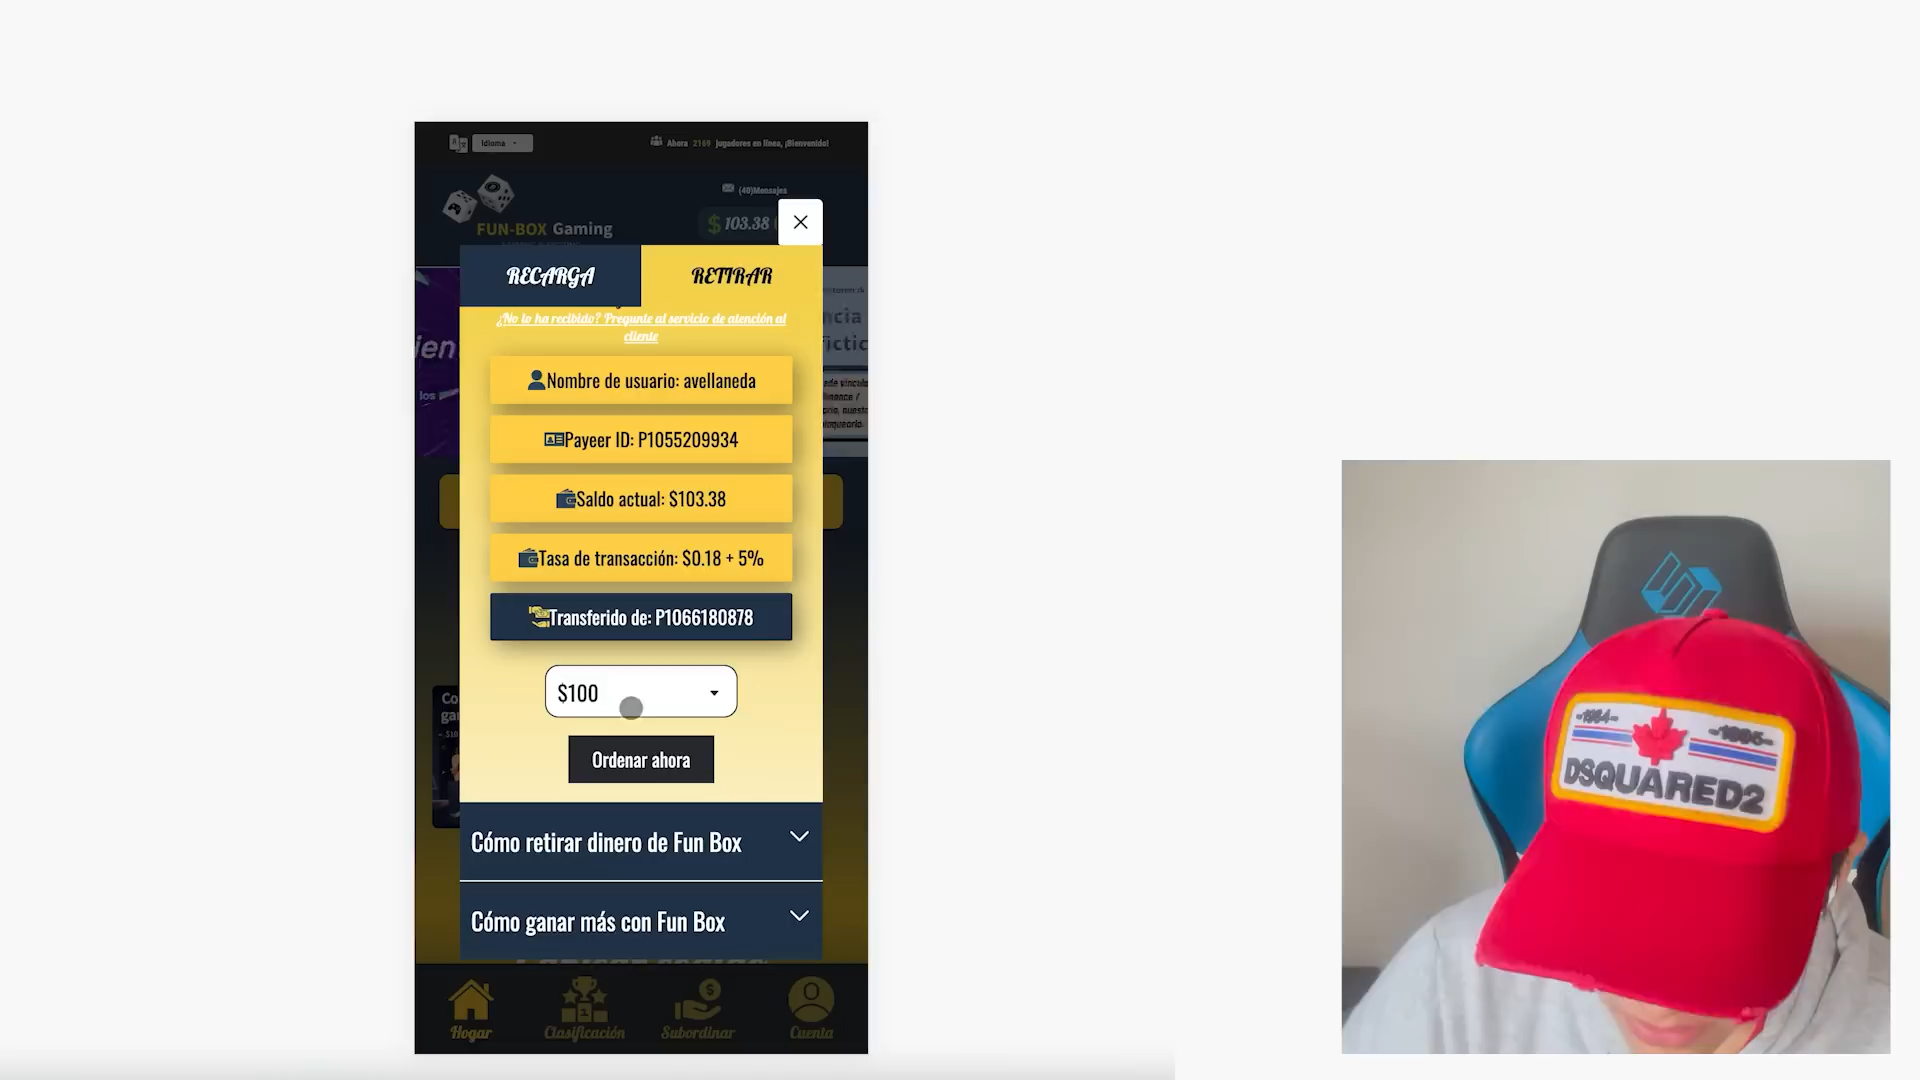 Idioma
Ahora 2169 jugadores en línea, ¡Bienvenido!
(40)Mensajes
FUN-BOX Gaming
$ 103.38
RECARGA
RETIRAR
¿No lo ha recibido? Pregunte al servicio de atención al
cliente
Nombre de usuario: avellaneda
Payeer ID: P1055209934
Saldo actual: $103.38
Tasa de transacción: $0.18 + 5%
Transferido de: P1066180878
$100
Ordenar ahora
Cómo retirar dinero de Fun Box
Cómo ganar más con Fun Box
Hogar
Clasificación
Subordinar
Cuenta
-1964-
-1995-
DSQUARED2